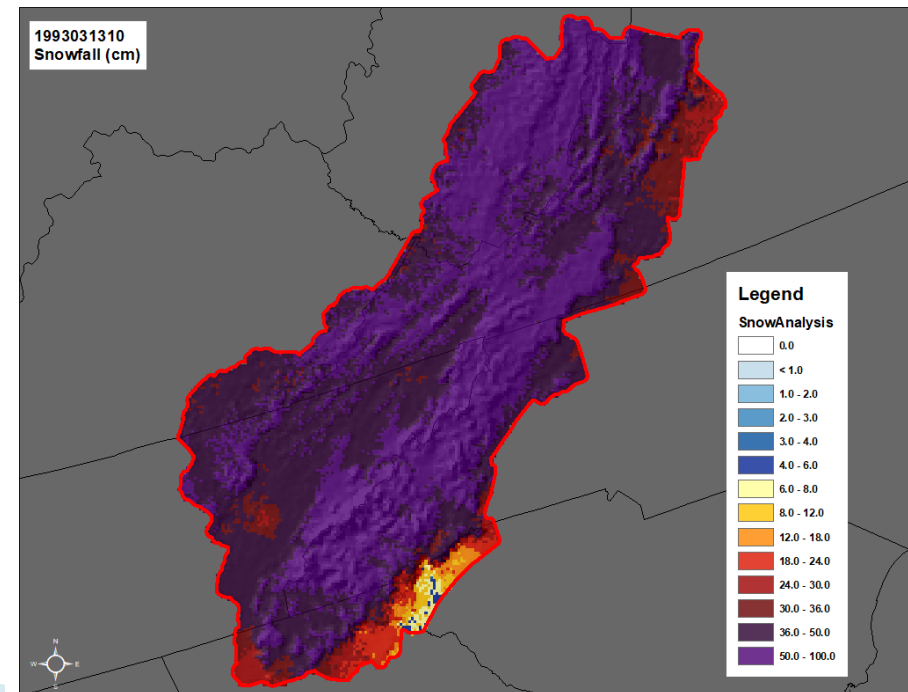 1993031310
Snowfall (cm)
Legend
SnowAnalysis
0.0
< 1.0
1.0 - 2.0
2.0 - 3.0
3.0 - 4.0
4.0 - 6.0
6.0 - 8.0
8.0 - 12.0
12.0 - 18.0
18.0 - 24.0
24.0 - 30.0
30.0 - 36.0
36.0 - 50.0
50.0 - 100.0
N
W E
S